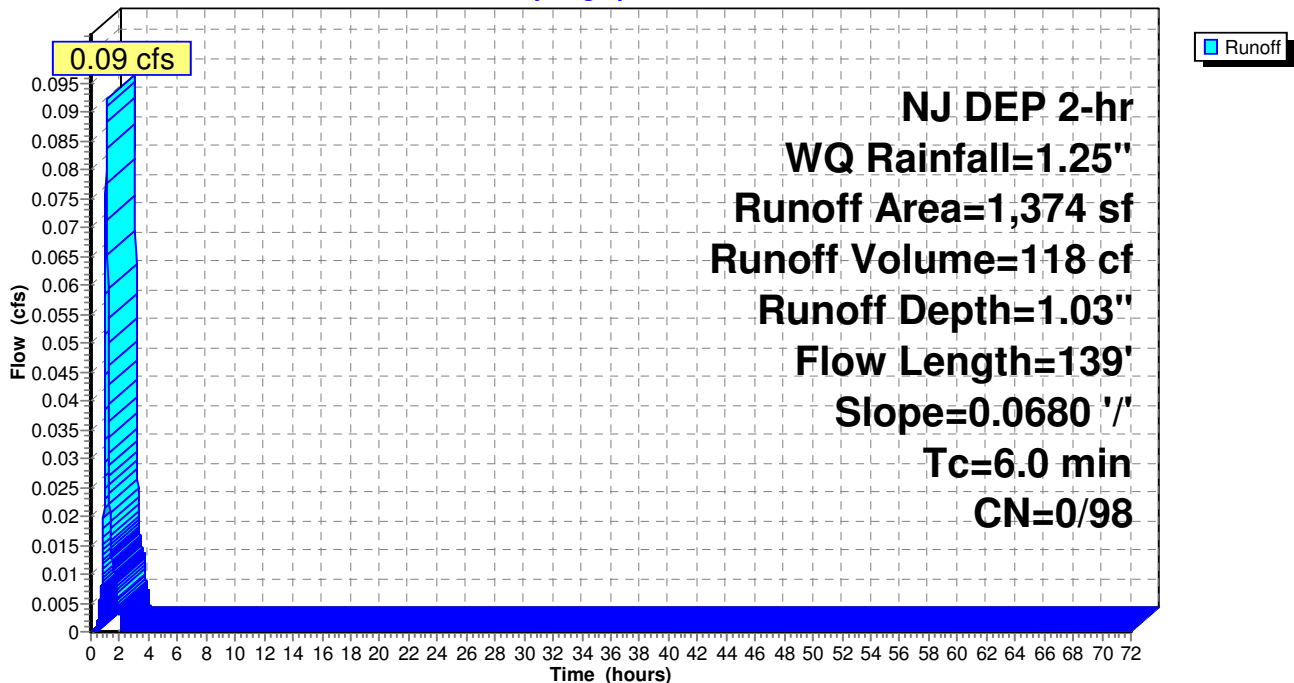 0.09 cfs
Runoff
NJ DEP 2-hr
WQ Rainfall=1.25"
Runoff Area=1,374 sf
Runoff Volume=118 cf
Runoff Depth=1.03"
Flow Length=139'
Slope=0.0680 '/'
Tc=6.0 min
CN=0/98
Flow (cfs)
0.095
0.09
0.085
0.08
0.075
0.07
0.065
0.06
0.055
0.05
0.045
0.04
0.035
0.03
0.025
0.02
0.015
0.01
0.005
0
0 2 4 6 8 10 12 14 16 18 20 22 24 26 28 30 32 34 36 38 40 42 44 46 48 50 52 54 56 58 60 62 64 66 68 70 72
Time (hours)